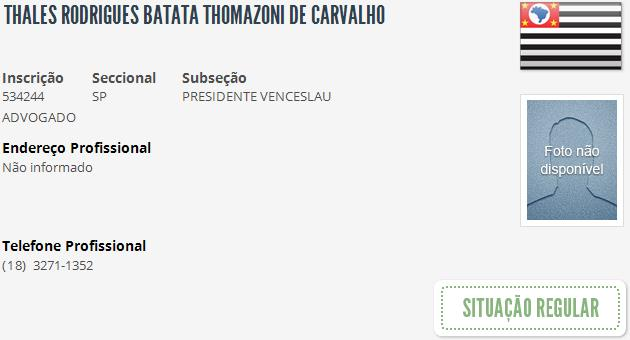 THALES RODRIGUES BATATA THOMAZONI DE CARVALHO
Inscrição Seccional Subseção
534244 SP PRESIDENTE VENCESLAU
ADVOGADO
Endereço Profissional
Não informado
Foto não
disponível
Telefone Profissional
(18) 3271-1352
SITUAÇÃO REGULAR